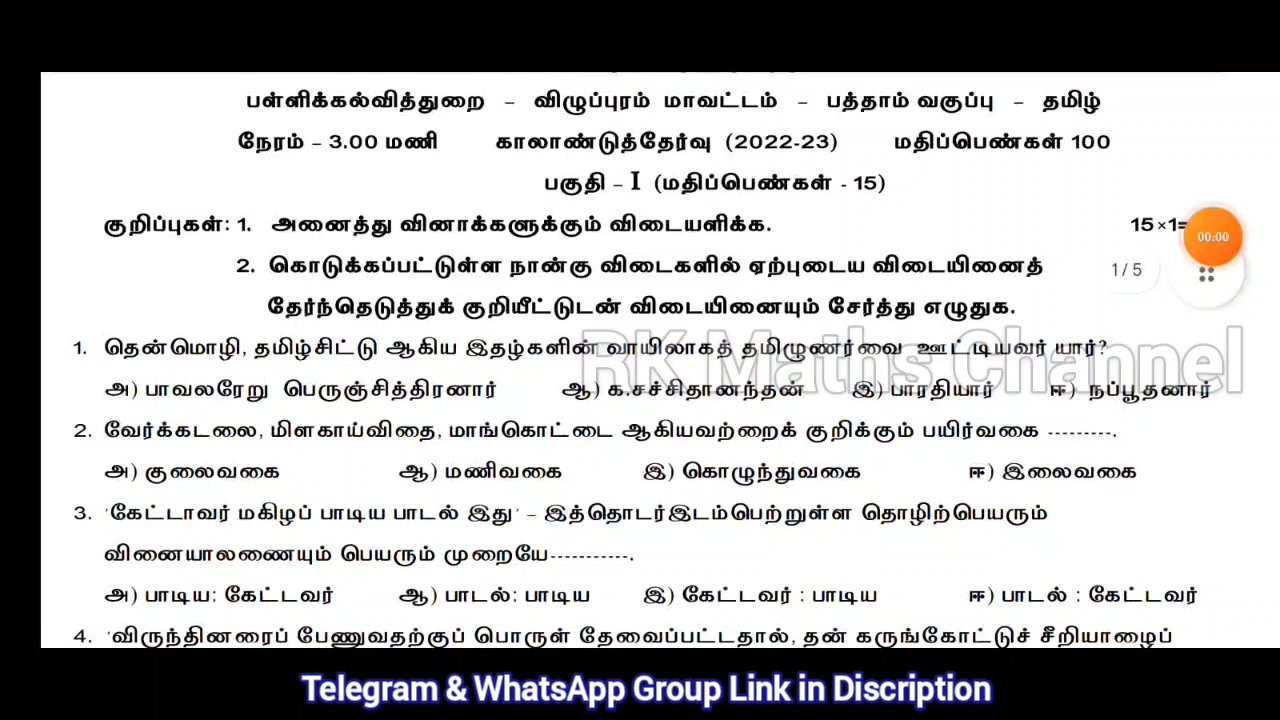 பள்ளிக்கல்வித்துறை – விழுப்புரம் மாவட்டம் – பத்தாம் வகுப்பு – தமிழ்
நேரம் – 3.00 மணி காலாண்டுத்தேர்வு (2022-23) மதிப்பெண்கள் 100
பகுதி – I (மதிப்பெண்கள் - 15)
குறிப்புகள்: 1. அனைத்து வினாக்களுக்கும் விடையளிக்க. 15×1=
00:00
2. கொடுக்கப்பட்டுள்ள நான்கு விடைகளில் ஏற்புடைய விடையினைத்
1/5
தேர்ந்தெடுத்துக் குறியீட்டுடன் விடையினையும் சேர்த்து எழுதுக.
RK Maths Channel
1. தென்மொழி, தமிழ்சிட்டு ஆகிய இதழ்களின் வாயிலாகத் தமிழுணர்வை ஊட்டியவர் யார்?
அ) பாவலரேறு பெருஞ்சித்திரனார் ஆ) க.சச்சிதானந்தன் இ) பாரதியார் ஈ) நப்பூதனார்
2. வேர்க்கடலை, மிளகாய்விதை, மாங்கொட்டை ஆகியவற்றைக் குறிக்கும் பயிர்வகை ---------.
அ) குலைவகை ஆ) மணிவகை இ) கொழுந்துவகை ஈ) இலைவகை
3. 'கேட்டாவர் மகிழப் பாடிய பாடல் இது' – இத்தொடர்இடம்பெற்றுள்ள தொழிற்பெயரும்
வினையாலணையும் பெயரும் முறையே-----------.
அ) பாடிய; கேட்டவர் ஆ) பாடல்; பாடிய இ) கேட்டவர் : பாடிய ஈ) பாடல் : கேட்டவர்
4. 'விருந்தினரைப் பேணுவதற்குப் பொருள் தேவைப்பட்டதால், தன் கருங்கோட்டுச் சீறியாழைப்
Telegram & WhatsApp Group Link in Discription